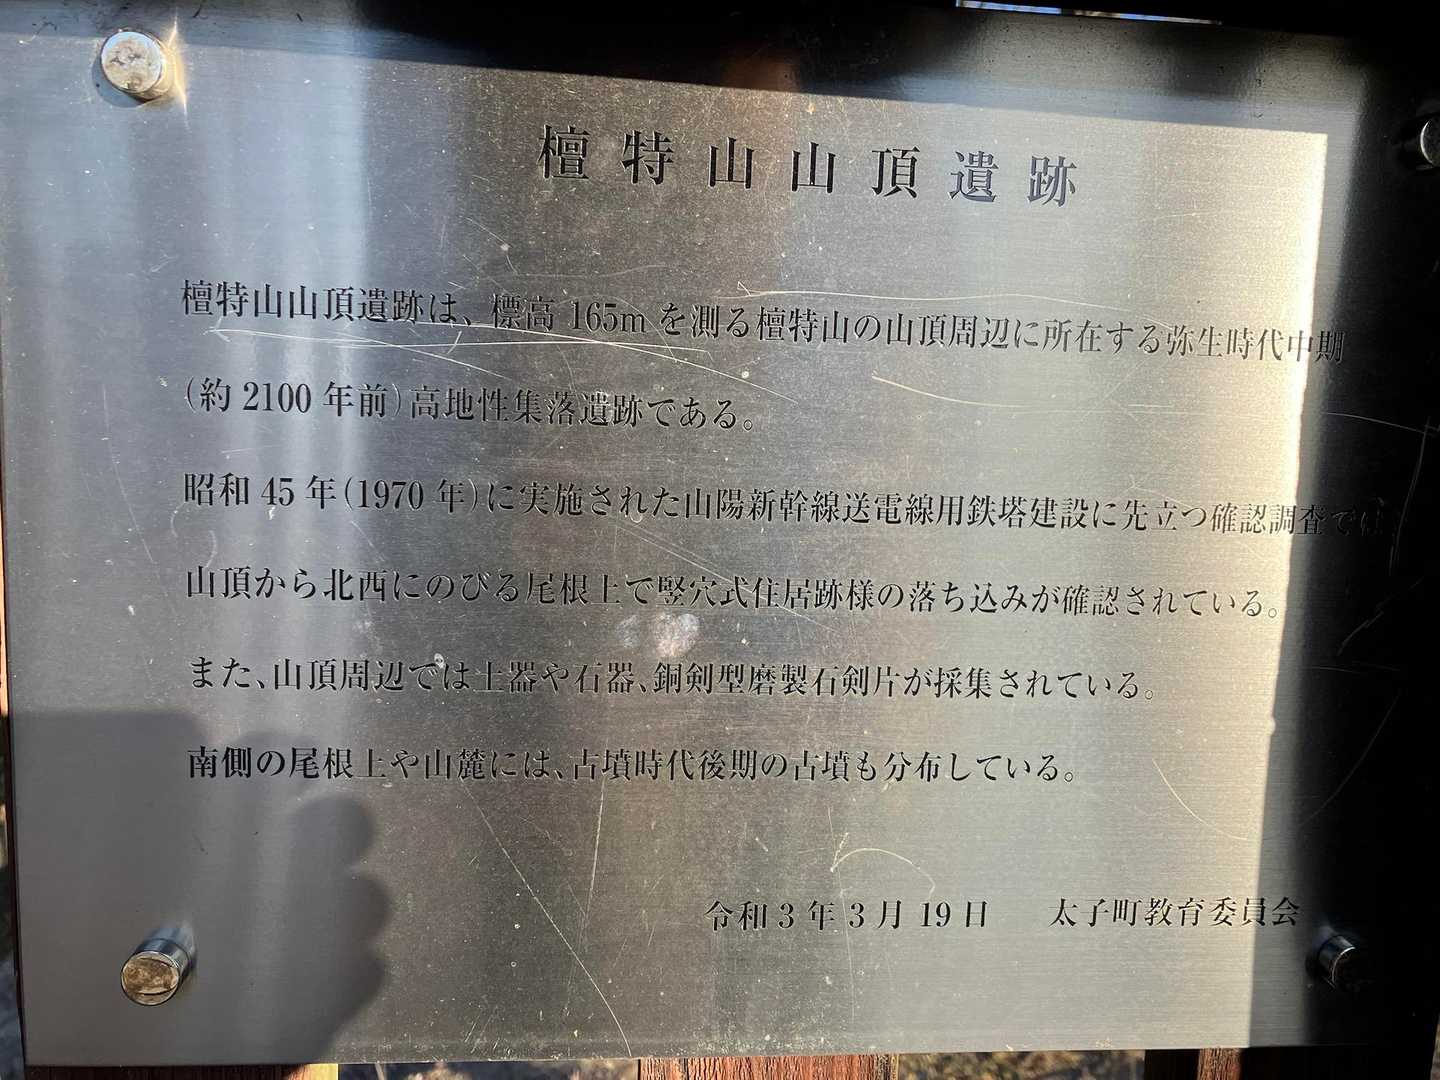 檀特山山頂遺跡
檀特山山頂遺跡は、標高 165m を測る檀特山の山頂周辺に所在する弥生時代中期
(約 2100 年前)高地性集落遺跡である。
昭和 45 年(1970 年)に実施された山陽新幹線送電線用鉄塔建設に先立つ確認調査では、
山頂から北西にのびる尾根上で竪穴式住居跡様の落ち込みが確認されている。
また、山頂周辺では土器や石器、銅剣型磨製石剣片が採集されている。
南側の尾根上や山麓には、古墳時代後期の古墳も分布している。
令和 3 年 3 月 19 日 太子町教育委員会